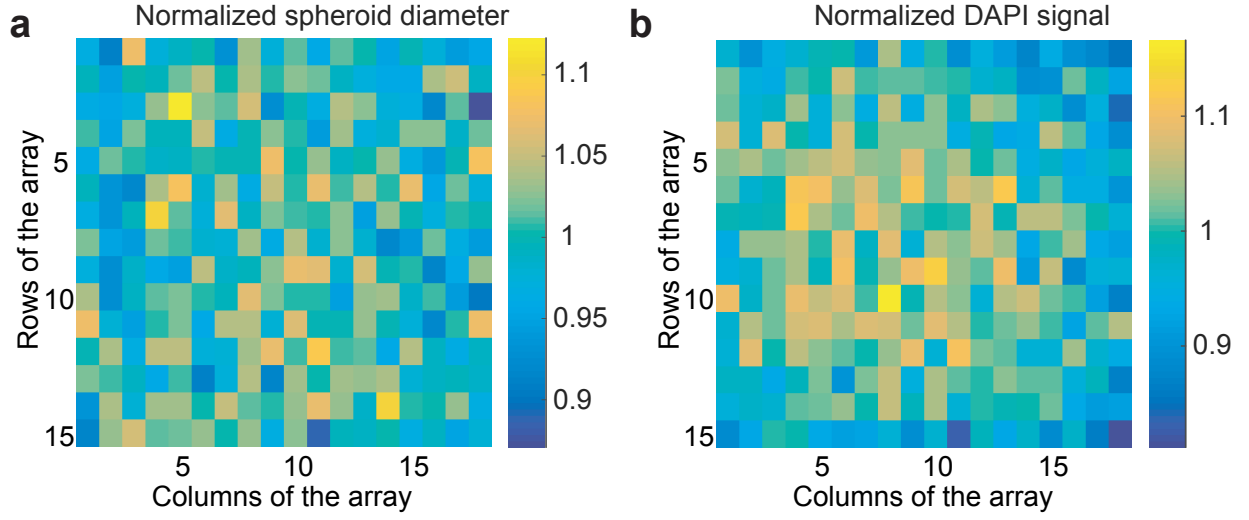 a
Normalized spheroid diameter
Rows of the array
5
10
15
5
10
15
Columns of the array
1.1
1.05
1
0.95
0.9
b
Normalized DAPI signal
Rows of the array
5
10
15
5
10
15
Columns of the array
1.1
1
0.9